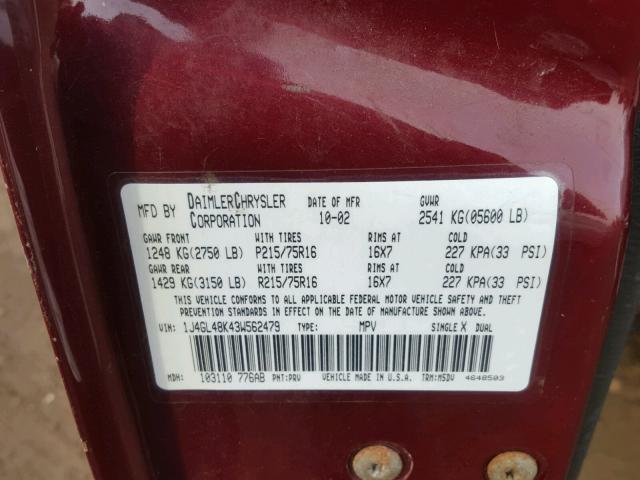 MFD BY DAIMLERCHRYSLER CORPORATION DATE OF MFR 10-02 GVWR 2541 KG(05600 LB)
GAWR FRONT WITH TIRES RIMS AT COLD
1248 KG(2750 LB) P215/75R16 16X7 227 KPA(33 PSI)
GAWR REAR WITH TIRES RIMS AT COLD
1429 KG(3150 LB) R215/75R16 16X7 227 KPA(33 PSI)
THIS VEHICLE CONFORMS TO ALL APPLICABLE FEDERAL MOTOR VEHICLE SAFETY AND THEFT
PREVENTION STANDARDS IN EFFECT ON THE DATE OF MANUFACTURE SHOWN ABOVE.
VIN: 1J4GL48K43W562479 TYPE: MPV SINGLE X DUAL
MDH: 103110 776AB PNT:PRV VEHICLE MADE IN U.S.A. TRM:M5DV 4648503